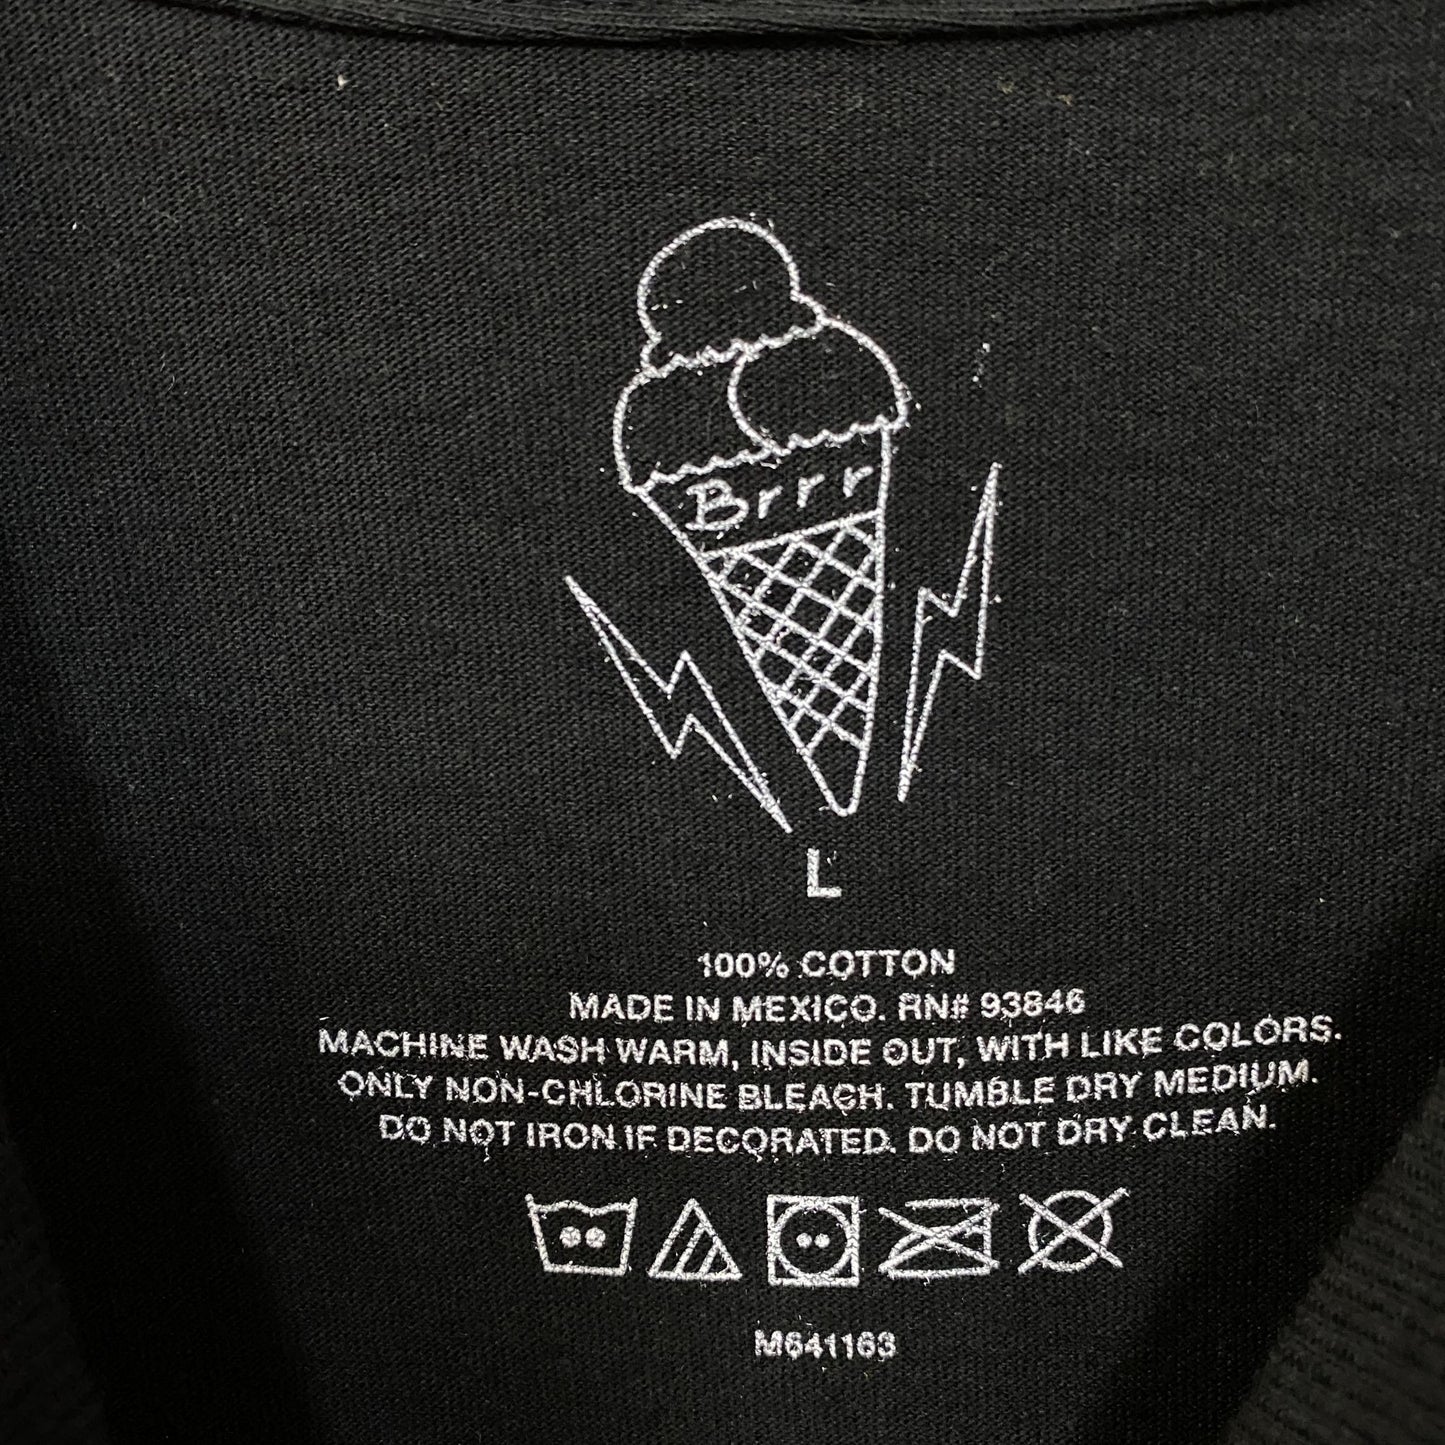 Brrr
L
100% COTTON
MADE IN MEXICO. RN# 93846
MACHINE WASH WARM, INSIDE OUT, WITH LIKE COLORS.
ONLY NON-CHLORINE BLEACH. TUMBLE DRY MEDIUM.
DO NOT IRON IF DECORATED. DO NOT DRY CLEAN.
M641163